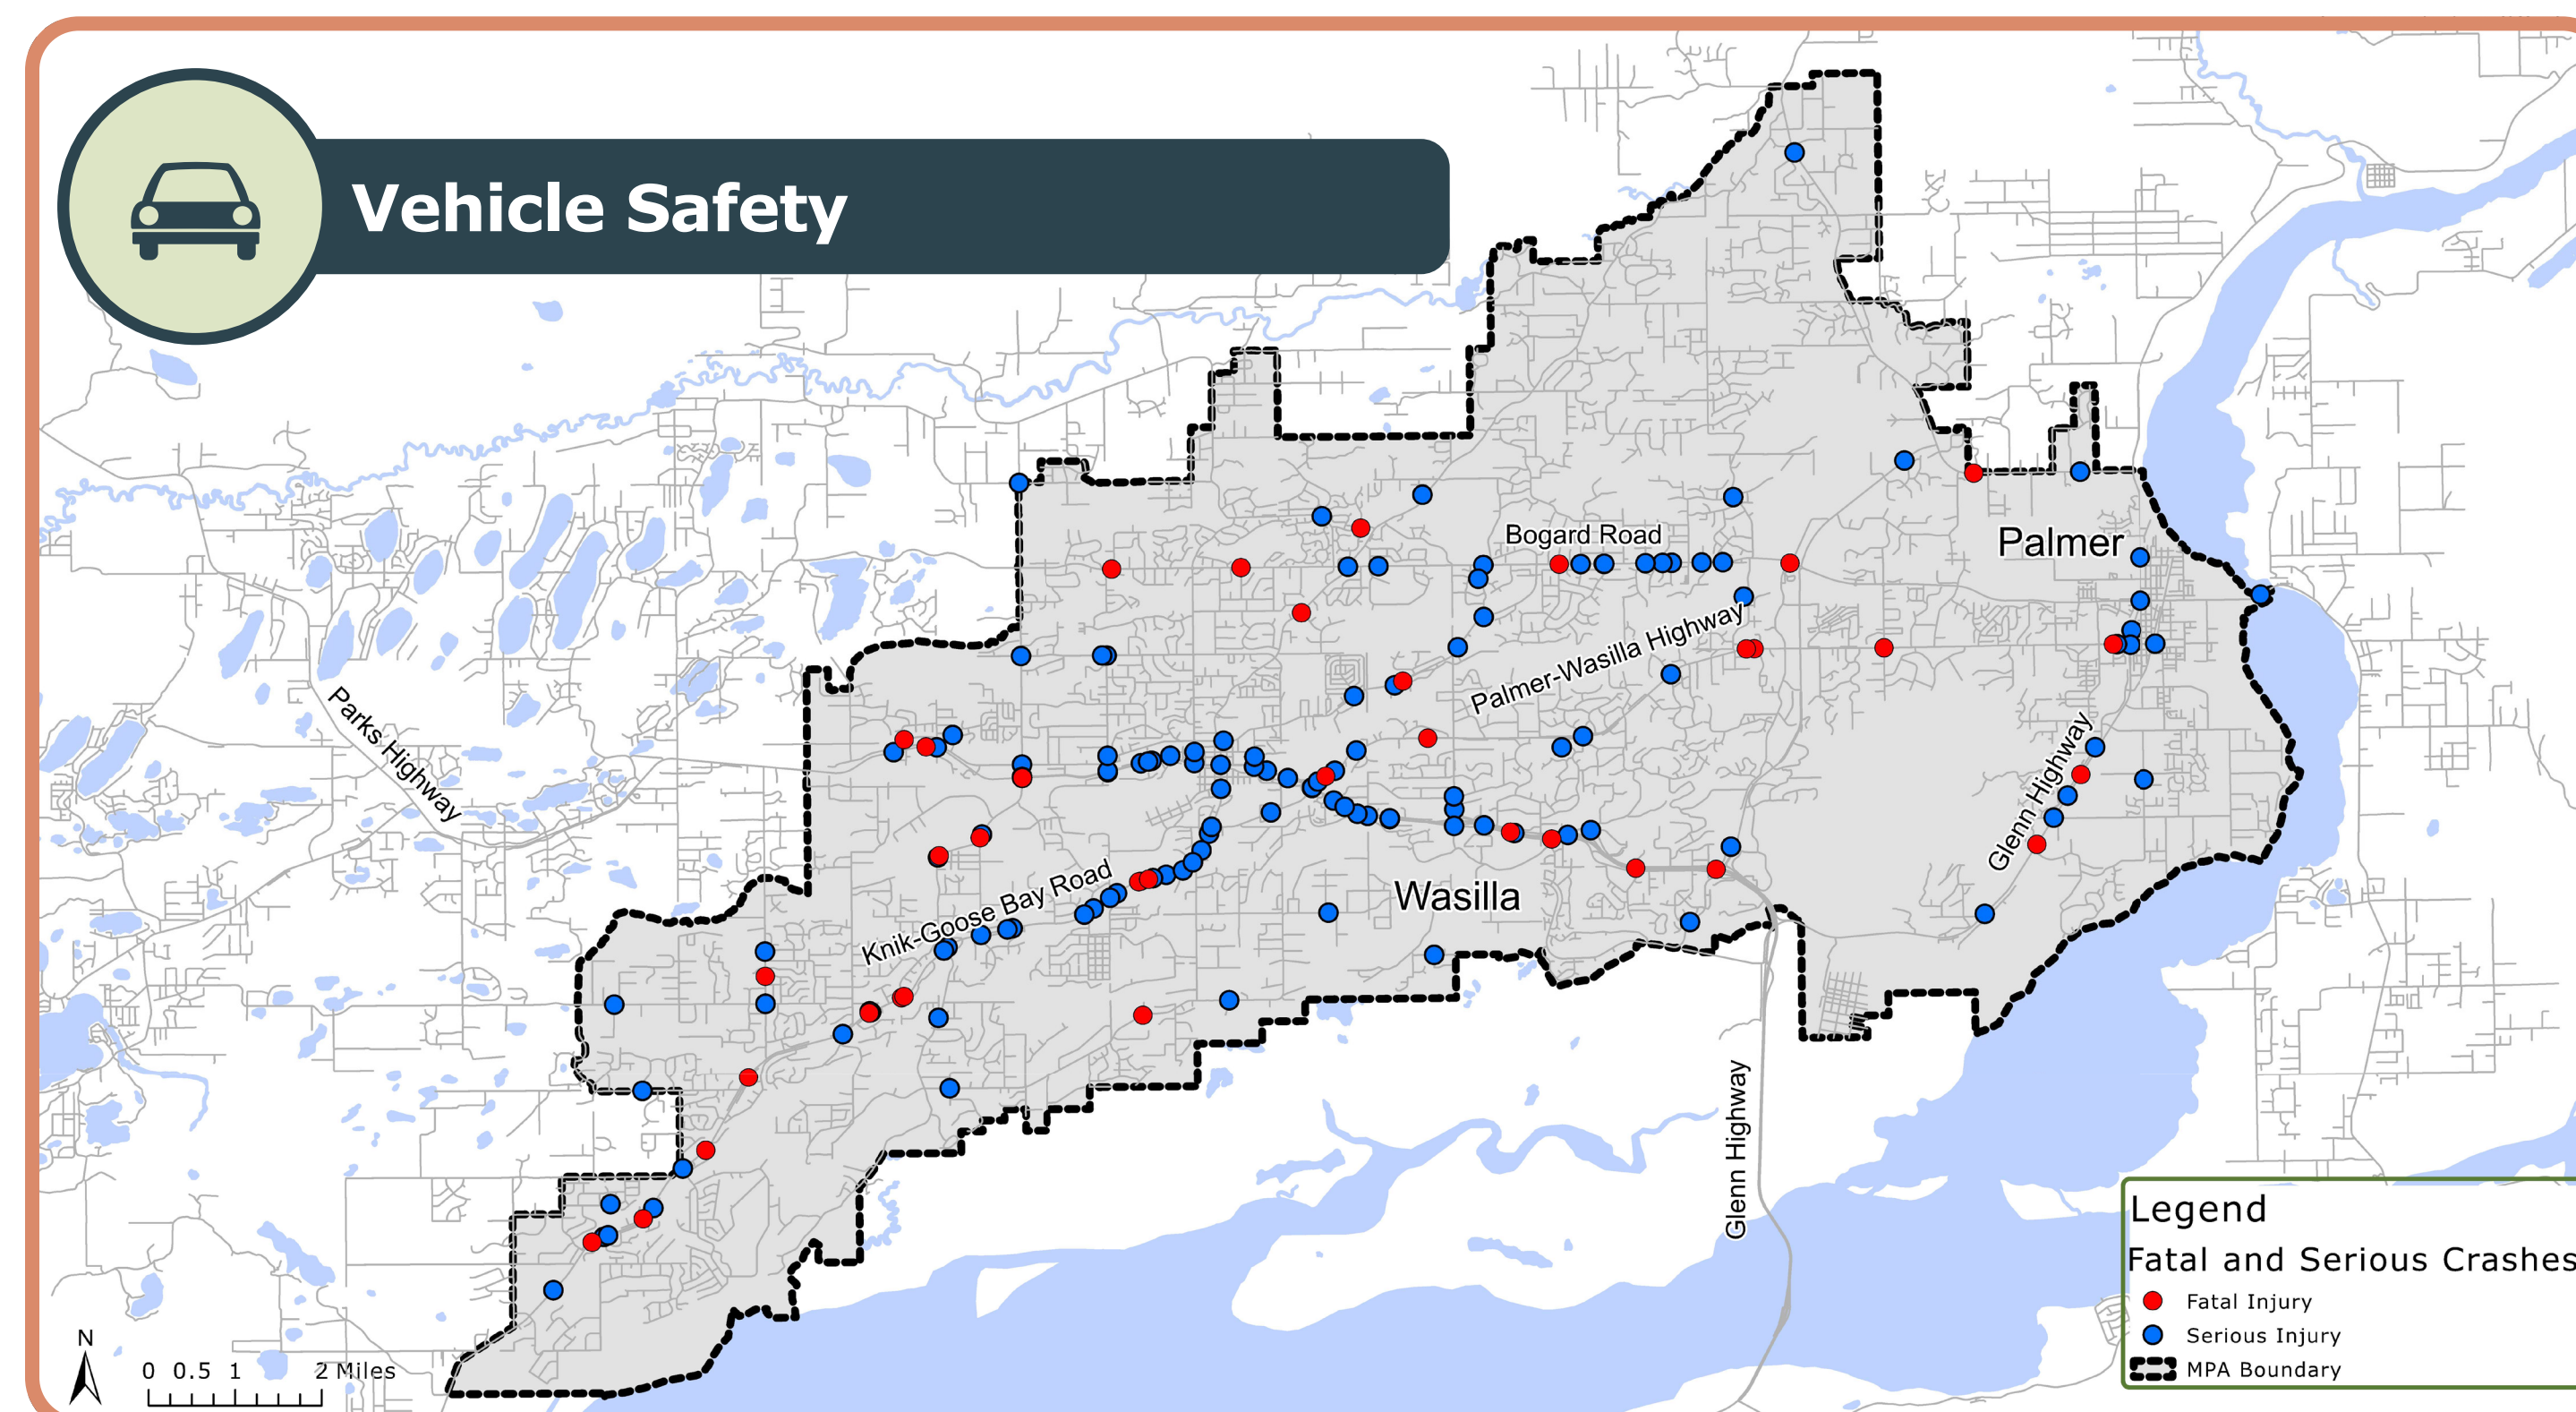 Vehicle Safety
Bogard Road
Palmer
Palmer-Wasilla Highway
Parks Highway
Glenn Highway
Knik-Goose Bay Road
Wasilla
Glenn Highway
Legend
Fatal and Serious Crashes
Fatal Injury
Serious Injury
MPA Boundary
N
0 0.5 1 2 Miles